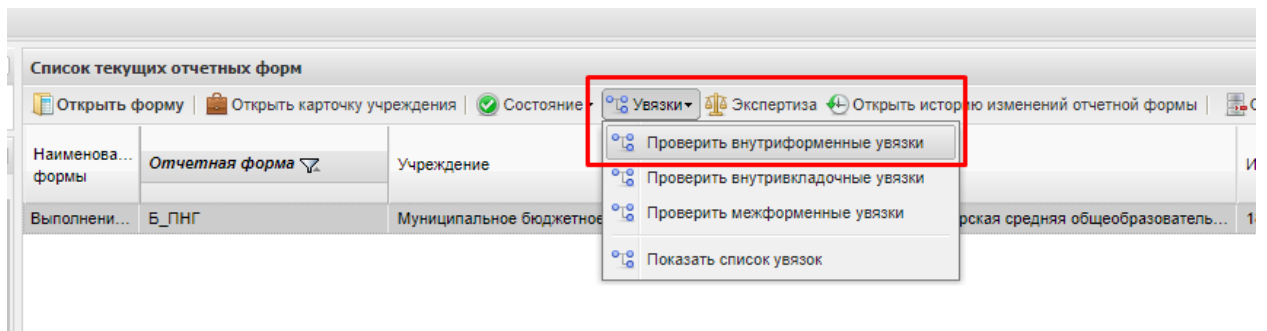 Список текущих отчетных форм
Открыть форму | Открыть карточку учреждения | Состояние Увязки Экспертиза Открыть историю изменений отчетной формы |
Проверить внутриформенные увязки
Наименова... формы
Отчетная форма
Учреждение
Проверить внутривкладочные увязки
Выполнени... Б_ПНГ Муниципальное бюджетное Проверить межформенные увязки рская средняя общеобразователь...
Показать список увязок